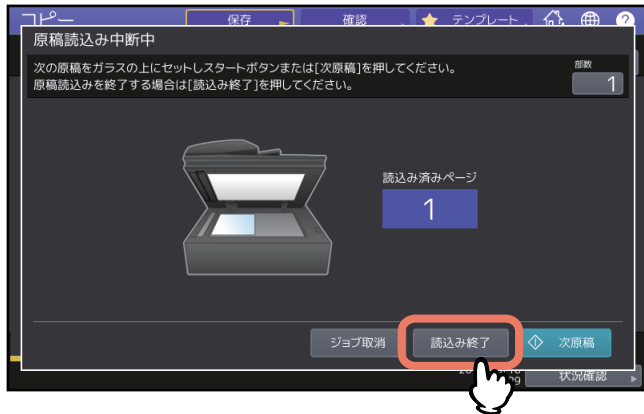 コピー
保存
確認
テンプレート
?
原稿読込み中断中
次の原稿をガラスの上にセットしスタートボタンまたは[次原稿]を押してください。
原稿読込みを終了する場合は[読込み終了]を押してください。
部数
1
読込み済みページ
1
ジョブ取消
読込み終了
次原稿
状況確認